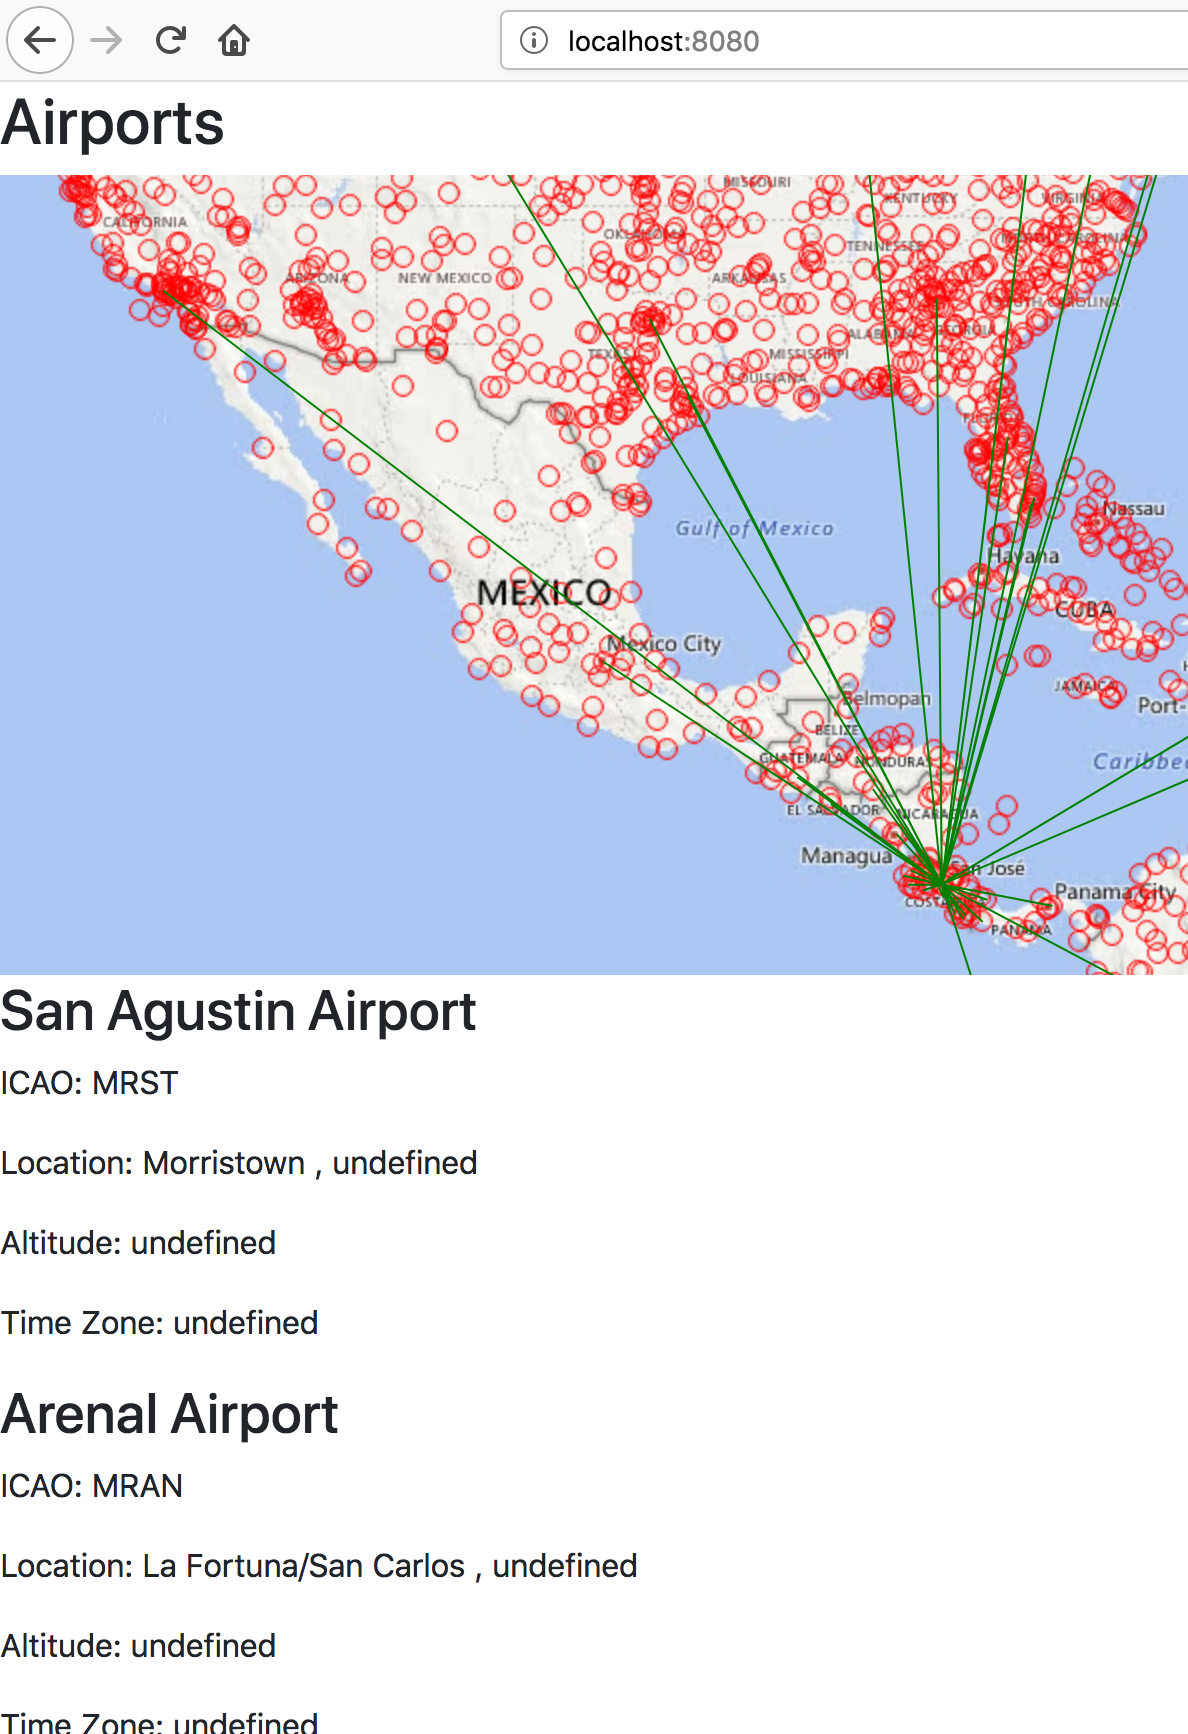 localhost:8080
Airports
MISSOURI
KENTUCKY
VIRGINIA
CALIFORNIA
OKLAHOMA
TENNESSEE
NORTH CAROLINA
ARIZONA
NEW MEXICO
ARKANSAS
SOUTH CAROLINA
ALABAMA
GEORGIA
TEXAS
MISSISSIPPI
LOUISIANA
FLORIDA
Nassau
Gulf of Mexico
Havana
MEXICO
CUBA
Mexico City
JAMAICA
Belmopan
Port-
BELIZE
GUATEMALA
HONDURAS
Caribbe
EL SALVADOR
NICARAGUA
Managua
San José
Panama City
COSTA RICA
PANAMA
San Agustin Airport
ICAO: MRST
Location: Morristown , undefined
Altitude: undefined
Time Zone: undefined
Arenal Airport
ICAO: MRAN
Location: La Fortuna/San Carlos , undefined
Altitude: undefined
Time Zone: undefined